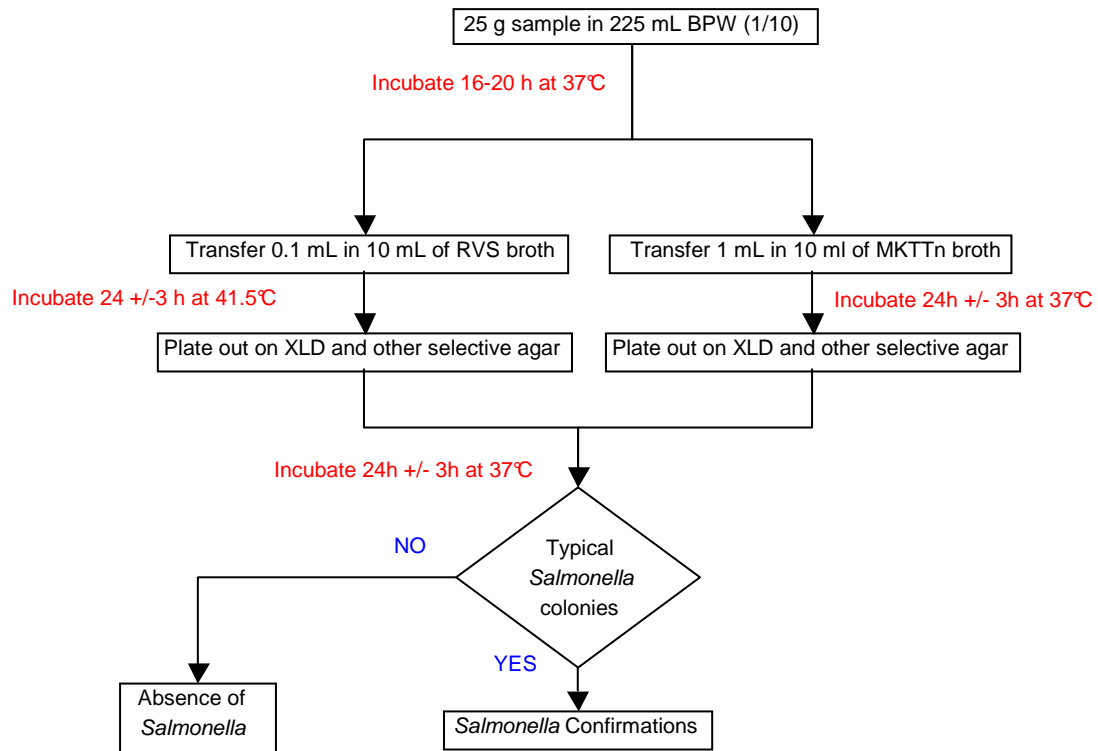 25 g sample in 225 mL BPW (1/10)
Incubate 16-20 h at 37°C
Transfer 0.1 mL in 10 mL of RVS broth
Transfer 1 mL in 10 ml of MKTTn broth
Incubate 24 +/-3 h at 41.5°C
Incubate 24h +/- 3h at 37°C
Plate out on XLD and other selective agar
Plate out on XLD and other selective agar
Incubate 24h +/- 3h at 37°C
NO
Typical
Salmonella
colonies
YES
Absence of
Salmonella
Salmonella Confirmations